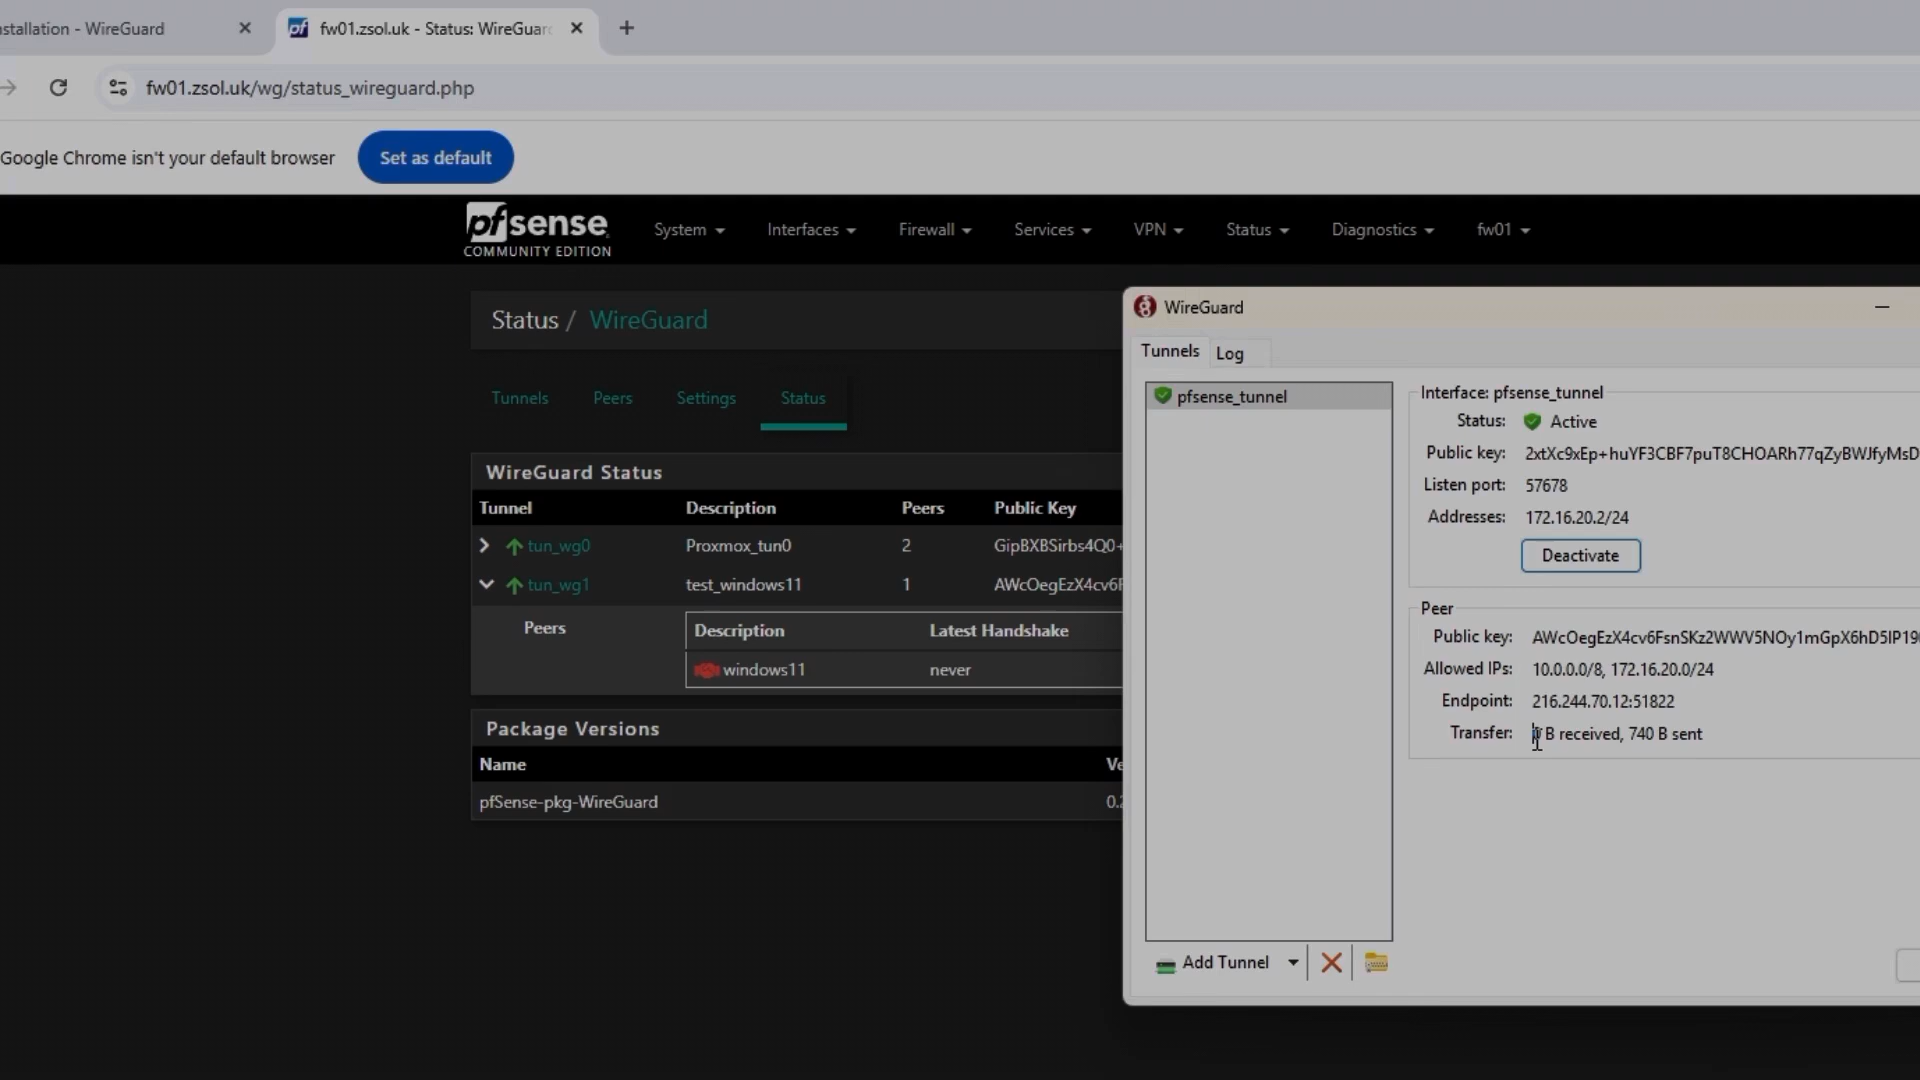 nstallation - WireGuard
fw01.zsol.uk - Status: WireGuar
fw01.zsol.uk/wg/status_wireguard.php
Google Chrome isn't your default browser
Set as default
pfsense
COMMUNITY EDITION
System
Interfaces
Firewall
Services
VPN
Status
Diagnostics
fw01
Status / WireGuard
Tunnels
Peers
Settings
Status
WireGuard Status
Tunnel Description Peers Public Key
tun_wg0 Proxmox_tun0 2 GipBXBSirbs4Q0+
tun_wg1 test_windows11 1 AWcOegEzX4cv6F
Peers
Description Latest Handshake
windows11 never
Package Versions
Name Ve
pfSense-pkg-WireGuard 0.2
WireGuard
Tunnels
Log
pfsense_tunnel
Add Tunnel
Interface: pfsense_tunnel
Status: Active
Public key: 2xtXc9xEp+huYF3CBF7puT8CHOARh77qZyBWJfyMsD
Listen port: 57678
Addresses: 172.16.20.2/24
Deactivate
Peer
Public key: AWcOegEzX4cv6FsnSKz2WWV5NOy1mGpX6hD5IP19
Allowed IPs: 10.0.0.0/8, 172.16.20.0/24
Endpoint: 216.244.70.12:51822
Transfer: B received, 740 B sent